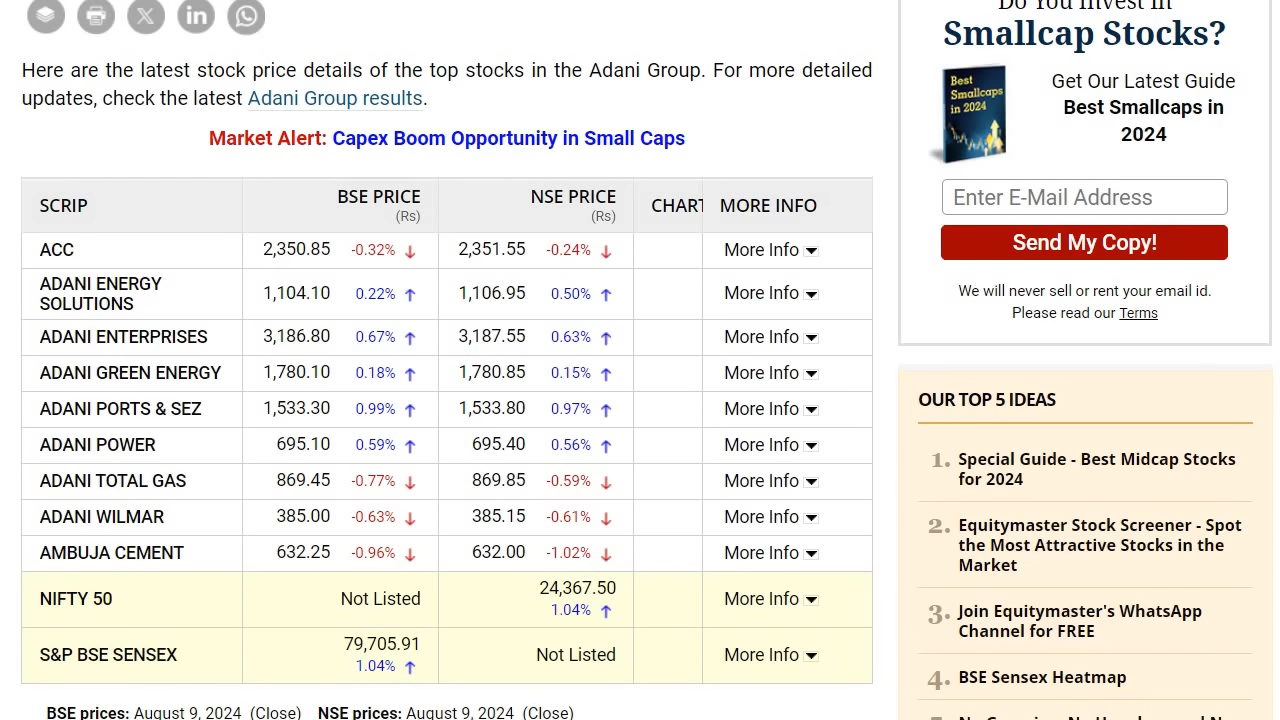 Here are the latest stock price details of the top stocks in the Adani Group. For more detailed
updates, check the latest Adani Group results.
Market Alert: Capex Boom Opportunity in Small Caps
SCRIP BSE PRICE (Rs) NSE PRICE (Rs) CHART MORE INFO
ACC 2,350.85 -0.32% ↓ 2,351.55 -0.24% ↓ More Info
ADANI ENERGY
SOLUTIONS 1,104.10 0.22% ↑ 1,106.95 0.50% ↑ More Info
ADANI ENTERPRISES 3,186.80 0.67% ↑ 3,187.55 0.63% ↑ More Info
ADANI GREEN ENERGY 1,780.10 0.18% ↑ 1,780.85 0.15% ↑ More Info
ADANI PORTS & SEZ 1,533.30 0.99% ↑ 1,533.80 0.97% ↑ More Info
ADANI POWER 695.10 0.59% ↑ 695.40 0.56% ↑ More Info
ADANI TOTAL GAS 869.45 -0.77% ↓ 869.85 -0.59% ↓ More Info
ADANI WILMAR 385.00 -0.63% ↓ 385.15 -0.61% ↓ More Info
AMBUJA CEMENT 632.25 -0.96% ↓ 632.00 -1.02% ↓ More Info
NIFTY 50 Not Listed 24,367.50 1.04% ↑ More Info
S&P BSE SENSEX 79,705.91 1.04% ↑ Not Listed More Info
BSE prices: August 9, 2024 (Close) NSE prices: August 9, 2024 (Close)
Do You Invest in
Smallcap Stocks?
Best
Smallcaps
in 2024
Get Our Latest Guide
Best Smallcaps in
2024
Enter E-Mail Address
Send My Copy!
We will never sell or rent your email id.
Please read our Terms
OUR TOP 5 IDEAS
1. Special Guide - Best Midcap Stocks
for 2024
2. Equitymaster Stock Screener - Spot
the Most Attractive Stocks in the
Market
3. Join Equitymaster's WhatsApp
Channel for FREE
4. BSE Sensex Heatmap